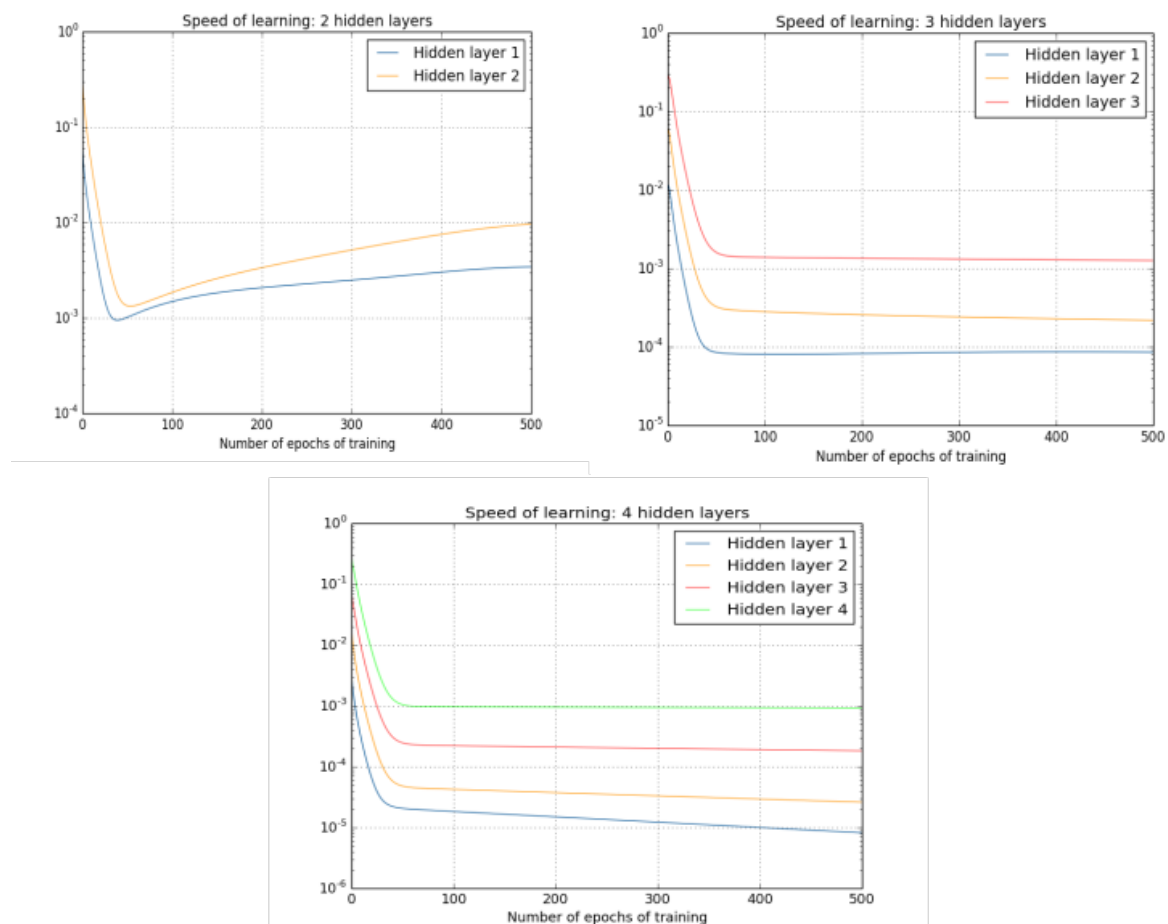 Speed of learning: 2 hidden layers
10^0
10^-1
10^-2
10^-3
10^-4
Hidden layer 1
Hidden layer 2
0 100 200 300 400 500
Number of epochs of training
Speed of learning: 3 hidden layers
10^0
10^-1
10^-2
10^-3
10^-4
10^-5
Hidden layer 1
Hidden layer 2
Hidden layer 3
0 100 200 300 400 500
Number of epochs of training
Speed of learning: 4 hidden layers
10^0
10^-1
10^-2
10^-3
10^-4
10^-5
10^-6
Hidden layer 1
Hidden layer 2
Hidden layer 3
Hidden layer 4
0 100 200 300 400 500
Number of epochs of training